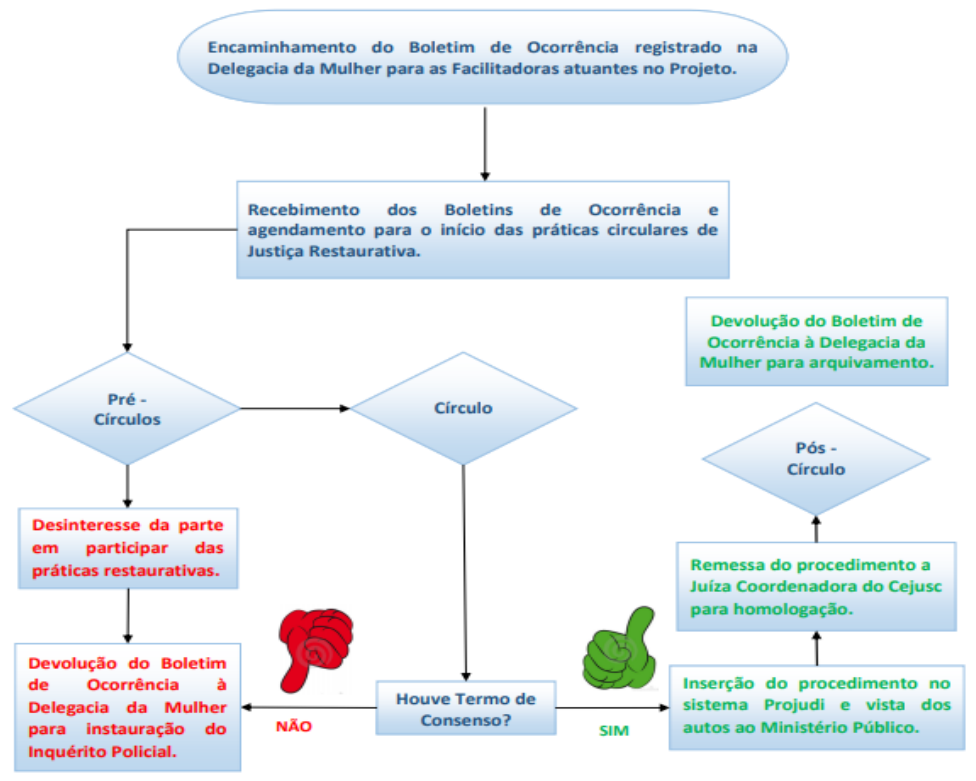 Encaminhamento do Boletim de Ocorrência registrado na
Delegacia da Mulher para as Facilitadoras atuantes no Projeto.
Recebimento dos Boletins de Ocorrência e
agendamento para o início das práticas circulares de
Justiça Restaurativa.
Pré -
Círculos
Círculo
Desinteresse da parte
em participar das
práticas restaurativas.
Devolução do Boletim
de Ocorrência à
Delegacia da Mulher
para instauração do
Inquérito Policial.
NÃO
Houve Termo de
Consenso?
SIM
Inserção do procedimento no
sistema Projudi e vista dos
autos ao Ministério Público.
Remessa do procedimento a
Juíza Coordenadora do Cejusc
para homologação.
Pós -
Círculo
Devolução do Boletim de
Ocorrência à Delegacia da
Mulher para arquivamento.